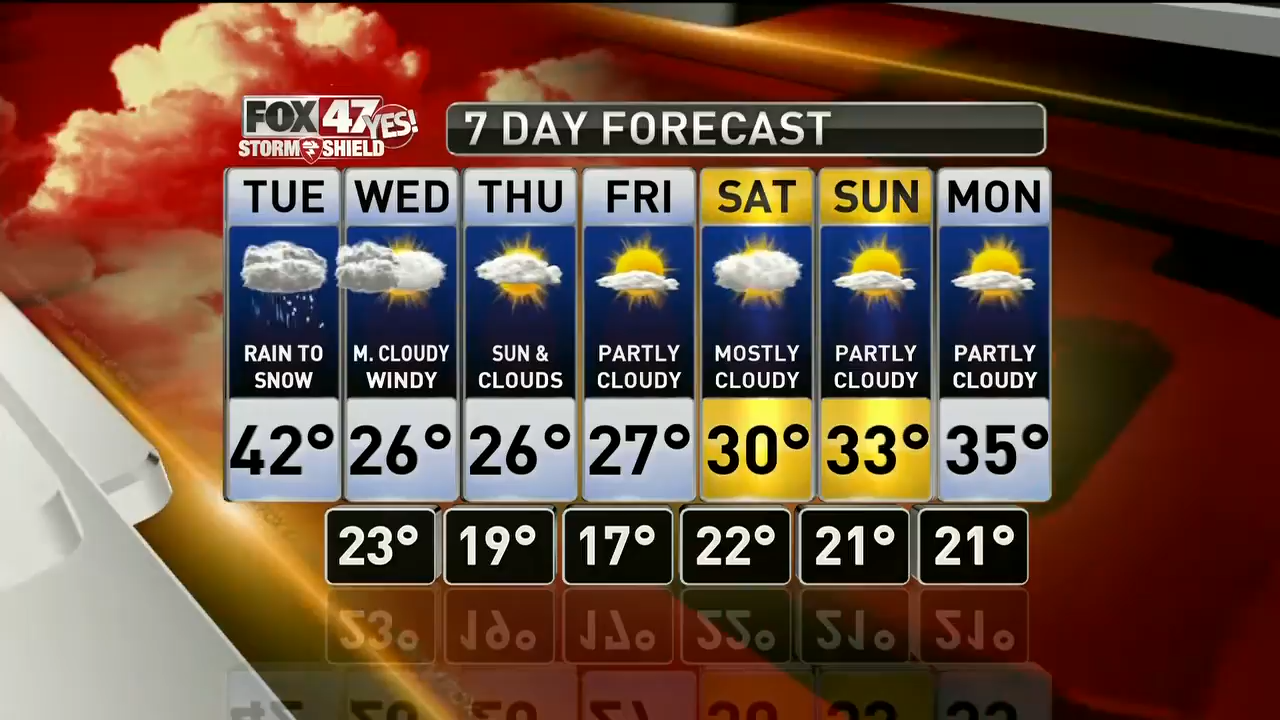 FOX 47 YES!
STORM SHIELD
7 DAY FORECAST
TUE WED THU FRI SAT SUN MON
RAIN TO M. CLOUDY SUN & PARTLY MOSTLY PARTLY PARTLY
SNOW WINDY CLOUDS CLOUDY CLOUDY CLOUDY CLOUDY
42° 26° 26° 27° 30° 33° 35°
23° 19° 17° 22° 21° 21°